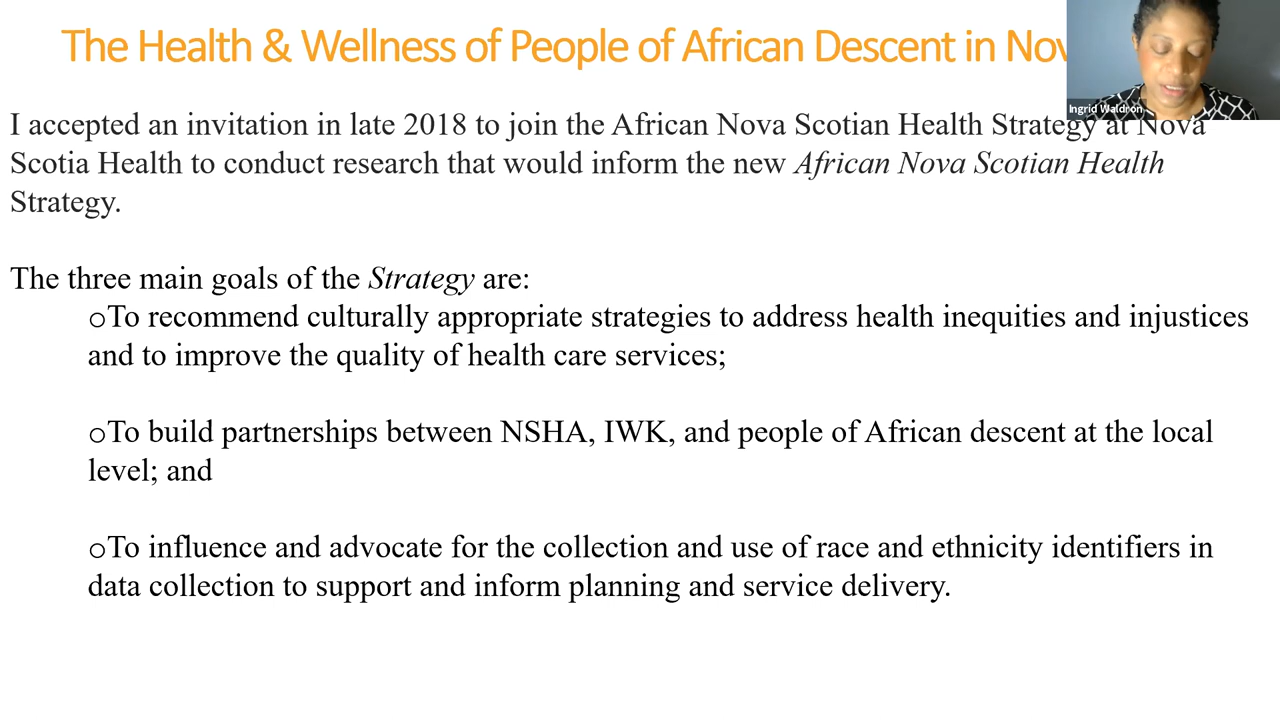 The Health & Wellness of People of African Descent in Nov
Ingrid Waldron
I accepted an invitation in late 2018 to join the African Nova Scotian Health Strategy at Nova
Scotia Health to conduct research that would inform the new African Nova Scotian Health
Strategy.
The three main goals of the Strategy are:
oTo recommend culturally appropriate strategies to address health inequities and injustices
and to improve the quality of health care services;
oTo build partnerships between NSHA, IWK, and people of African descent at the local
level; and
oTo influence and advocate for the collection and use of race and ethnicity identifiers in
data collection to support and inform planning and service delivery.